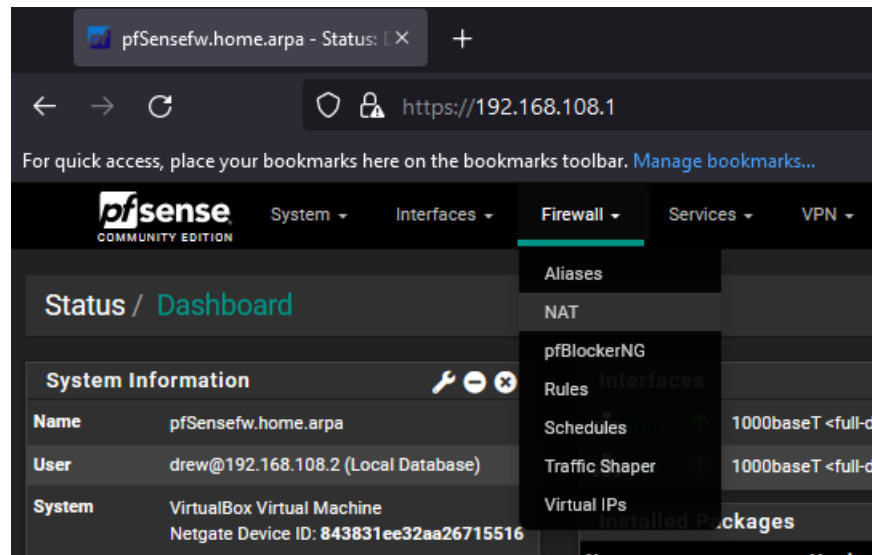 pfSensefw.home.arpa - Status: D
https://192.168.108.1
For quick access, place your bookmarks here on the bookmarks toolbar. Manage bookmarks...
pfsense System Interfaces Firewall Services VPN
COMMUNITY EDITION
Aliases
Status / Dashboard
NAT
pfBlockerNG
System Information Interfaces
Rules
Name pfSensefw.home.arpa 1000baseT <full-d
Schedules
User drew@192.168.108.2 (Local Database) 1000baseT <full-d
Traffic Shaper
System VirtualBox Virtual Machine
Virtual IPs
Installed Packages
Netgate Device ID: 843831ee32aa26715516